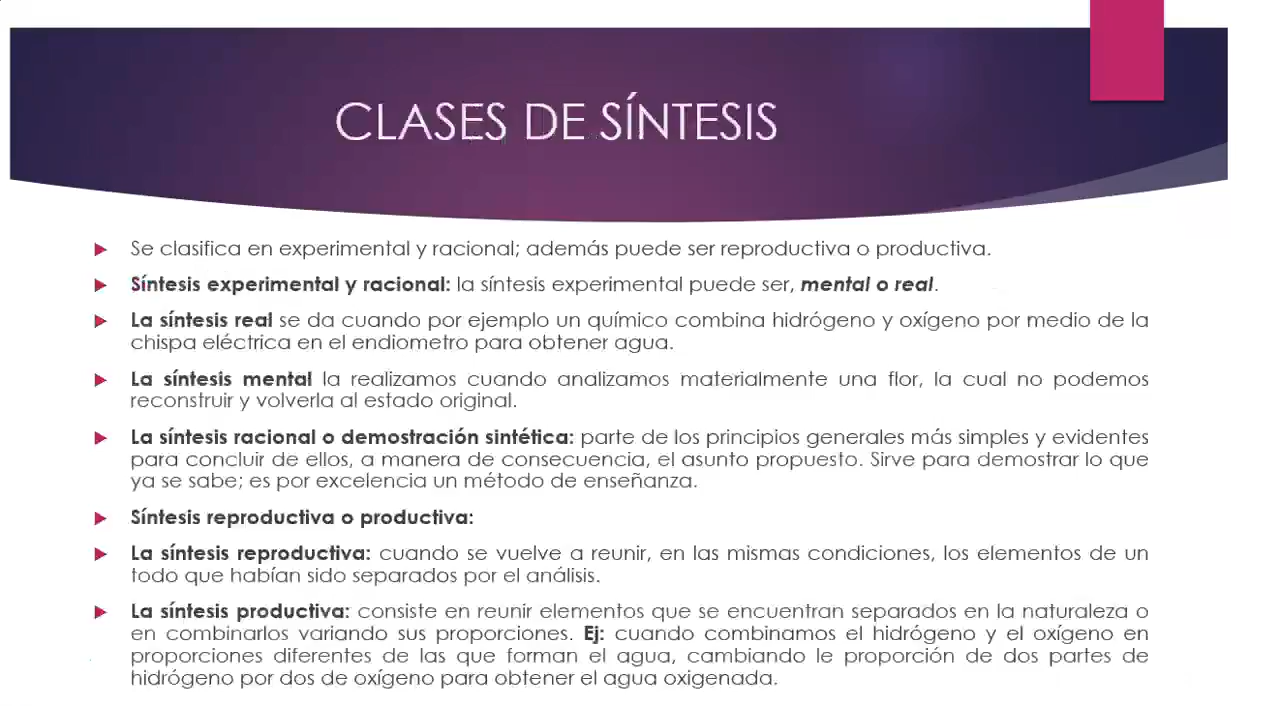 CLASES DE SÍNTESIS
Se clasifica en experimental y racional; además puede ser reproductiva o productiva.
Síntesis experimental y racional: la síntesis experimental puede ser, mental o real.
La síntesis real se da cuando por ejemplo un químico combina hidrógeno y oxígeno por medio de la
chispa eléctrica en el endiometro para obtener agua.
La síntesis mental la realizamos cuando analizamos materialmente una flor, la cual no podemos
reconstruir y volverla al estado original.
La síntesis racional o demostración sintética: parte de los principios generales más simples y evidentes
para concluir de ellos, a manera de consecuencia, el asunto propuesto. Sirve para demostrar lo que
ya se sabe; es por excelencia un método de enseñanza.
Síntesis reproductiva o productiva:
La síntesis reproductiva: cuando se vuelve a reunir, en las mismas condiciones, los elementos de un
todo que habían sido separados por el análisis.
La síntesis productiva: consiste en reunir elementos que se encuentran separados en la naturaleza o
en combinarlos variando sus proporciones. Ej: cuando combinamos el hidrógeno y el oxígeno en
proporciones diferentes de las que forman el agua, cambiando le proporción de dos partes de
hidrógeno por dos de oxígeno para obtener el agua oxigenada.